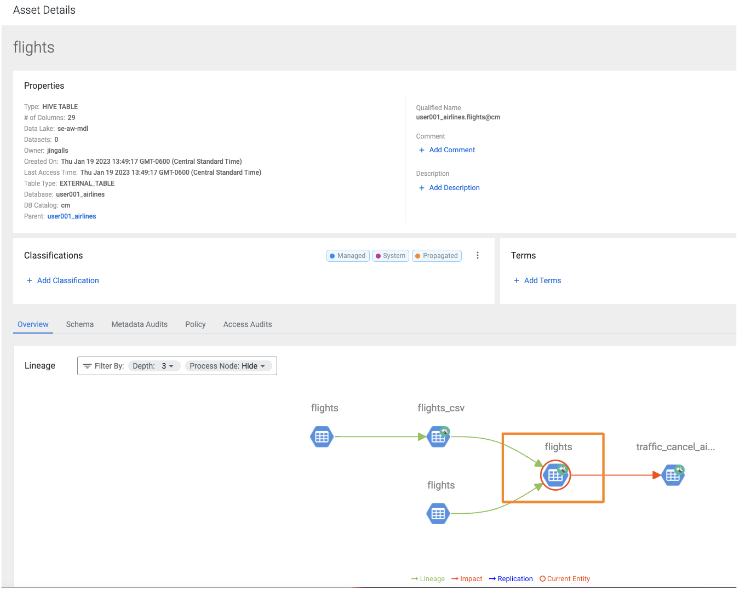 Asset Details
flights
Properties
Type: HIVE TABLE
# of Columns: 29
Data Lake: se-aw-mdl
Datasets: 0
Owner: jingalls
Created On: Thu Jan 19 2023 13:49:17 GMT-0600 (Central Standard Time)
Last Access Time: Thu Jan 19 2023 13:49:17 GMT-0600 (Central Standard Time)
Table Type: EXTERNAL_TABLE
Database: user001_airlines
DB Catalog: cm
Parent: user001_airlines
Qualified Name
user001_airlines.flights@cm
Comment
+ Add Comment
Description
+ Add Description
Classifications
Managed System Propagated
+ Add Classification
Terms
+ Add Terms
Overview Schema Metadata Audits Policy Access Audits
Lineage Filter By: Depth: 3 Process Node: Hide
flights flights_csv
flights traffic_cancel_ai...
flights
Lineage Impact Replication Current Entity